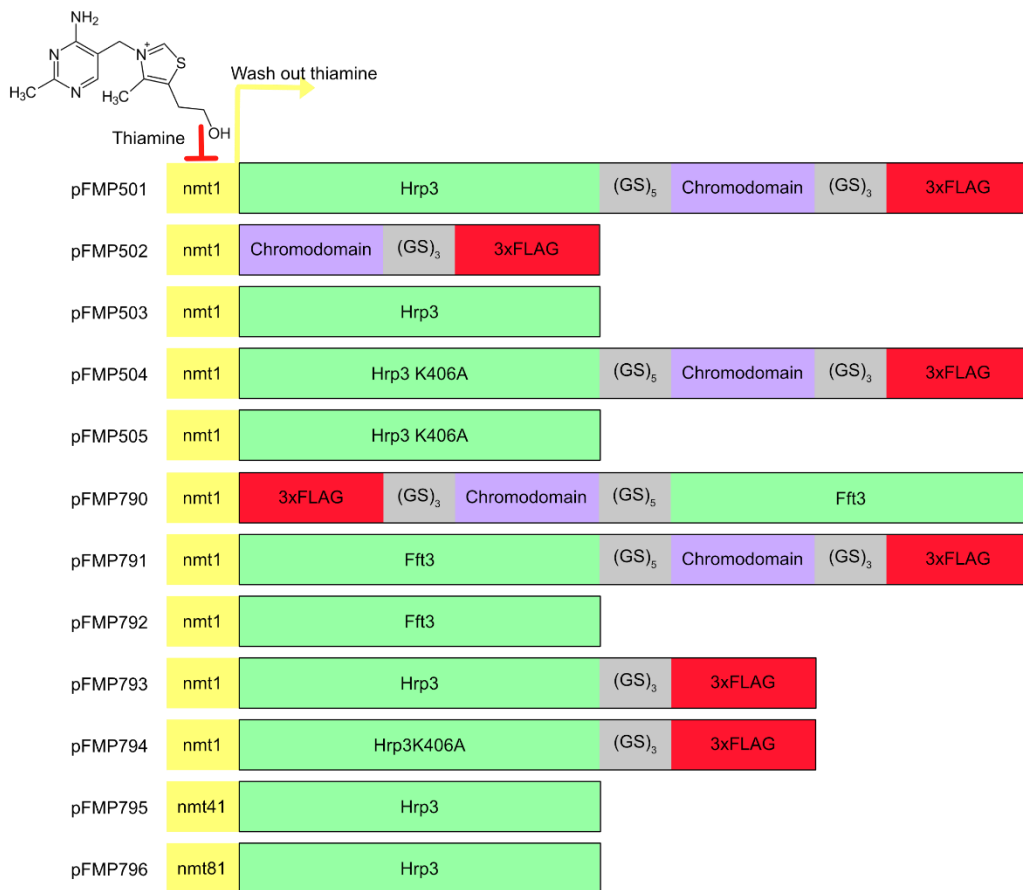 NH₂
N
N⁺
S
H₃C
N
H₃C
OH
Wash out thiamine
Thiamine
pFMP501 nmt1 Hrp3 (GS)₅ Chromodomain (GS)₃ 3xFLAG
pFMP502 nmt1 Chromodomain (GS)₃ 3xFLAG
pFMP503 nmt1 Hrp3
pFMP504 nmt1 Hrp3 K406A (GS)₅ Chromodomain (GS)₃ 3xFLAG
pFMP505 nmt1 Hrp3 K406A
pFMP790 nmt1 3xFLAG (GS)₃ Chromodomain (GS)₅ Fft3
pFMP791 nmt1 Fft3 (GS)₅ Chromodomain (GS)₃ 3xFLAG
pFMP792 nmt1 Fft3
pFMP793 nmt1 Hrp3 (GS)₃ 3xFLAG
pFMP794 nmt1 Hrp3K406A (GS)₃ 3xFLAG
pFMP795 nmt41 Hrp3
pFMP796 nmt81 Hrp3